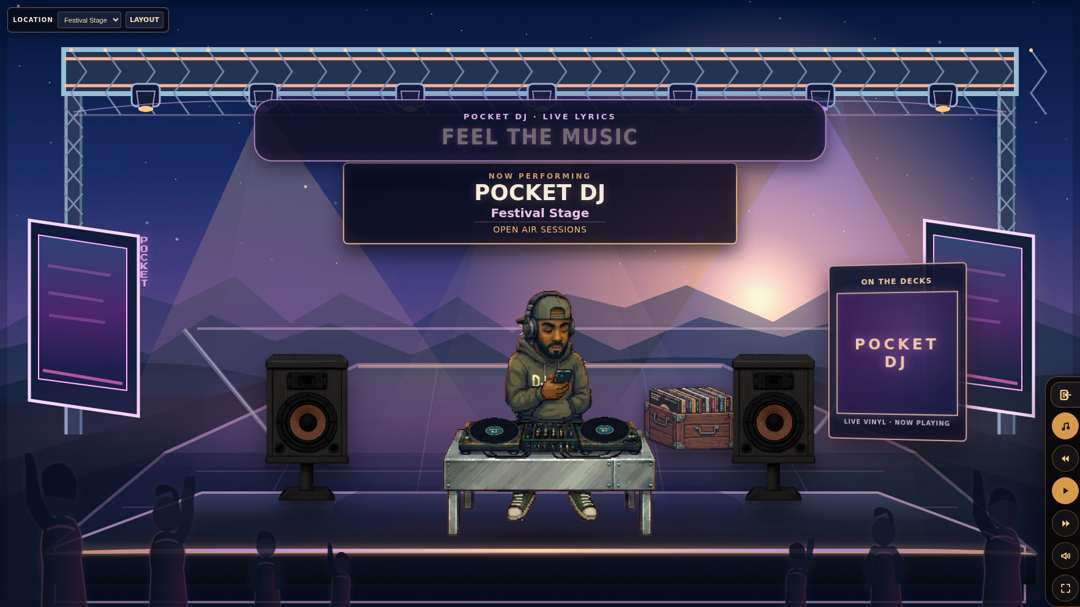 LOCATION
Festival Stage
LAYOUT
POCKET DJ · LIVE LYRICS
FEEL THE MUSIC
NOW PERFORMING
POCKET DJ
Festival Stage
OPEN AIR SESSIONS
POCKET
ON THE DECKS
POCKET
DJ
LIVE VINYL · NOW PLAYING
DJ